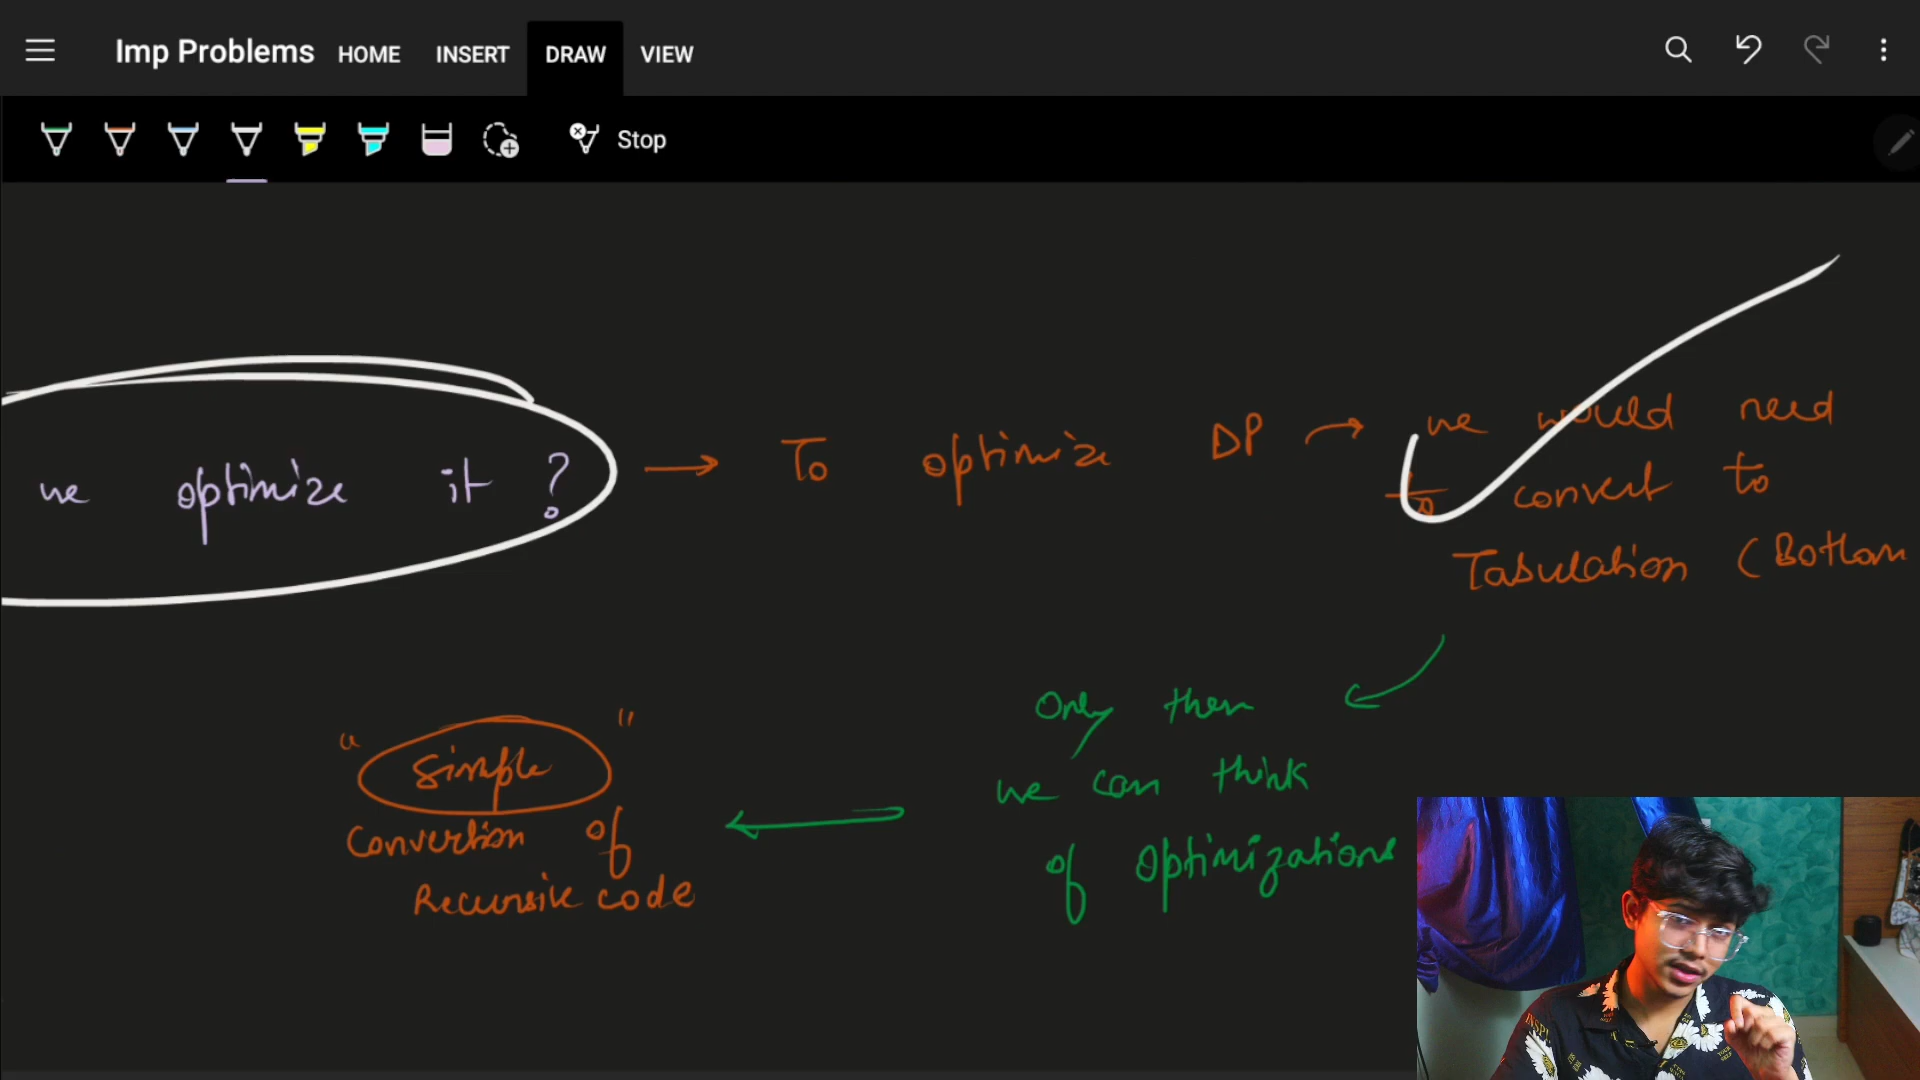 Imp Problems HOME INSERT DRAW VIEW
Stop
we optimize it ? → To optimize DP → we would need
to convert to
Tabulation (Bottom
Only then
we can think
of optimizations
" simple "
Convertion of
Recursive code